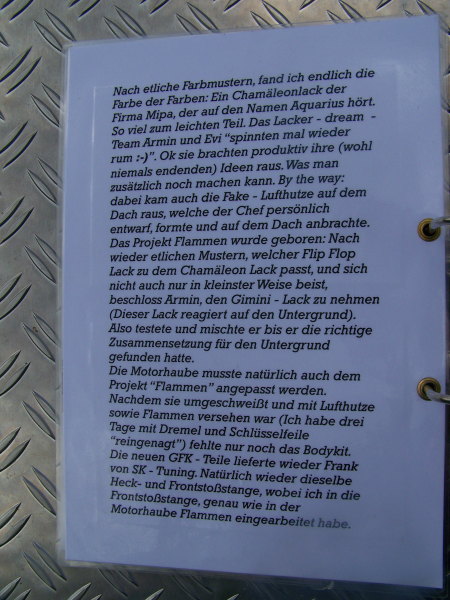 Nach etliche Farbmustern, fand ich endlich die
Farbe der Farben: Ein Chamäleonlack der
Firma Mipa, der auf den Namen Aquarius hört.
So viel zum leichten Teil. Das Lacker - dream -
Team Armin und Evi "spinnten mal wieder
rum :-)". Ok sie brachten produktiv ihre (wohl
niemals endenden) Ideen raus. Was man
zusätzlich noch machen kann. By the way:
dabei kam auch die Fake - Lufthutze auf dem
Dach raus, welche der Chef persönlich
entwarf, formte und auf dem Dach anbrachte.
Das Projekt Flammen wurde geboren: Nach
wieder etlichen Mustern, welcher Flip Flop
Lack zu dem Chamäleon Lack passt, und sich
nicht auch nur in kleinster Weise beist,
beschloss Armin, den Gimini - Lack zu nehmen
(Dieser Lack reagiert auf den Untergrund).
Also testete und mischte er bis er die richtige
Zusammensetzung für den Untergrund
gefunden hatte.
Die Motorhaube musste natürlich auch dem
Projekt "Flammen" angepasst werden.
Nachdem sie umgeschweißt und mit Lufthutze
sowie Flammen versehen war (Ich habe drei
Tage mit Dremel und Schlüsselfeile
"reingenagt") fehlte nur noch das Bodykit.
Die neuen GFK - Teile lieferte wieder Frank
von SK - Tuning. Natürlich wieder dieselbe
Heck- und Frontstoßstange, wobei ich in die
Frontstoßstange, genau wie in der
Motorhaube Flammen eingearbeitet habe.